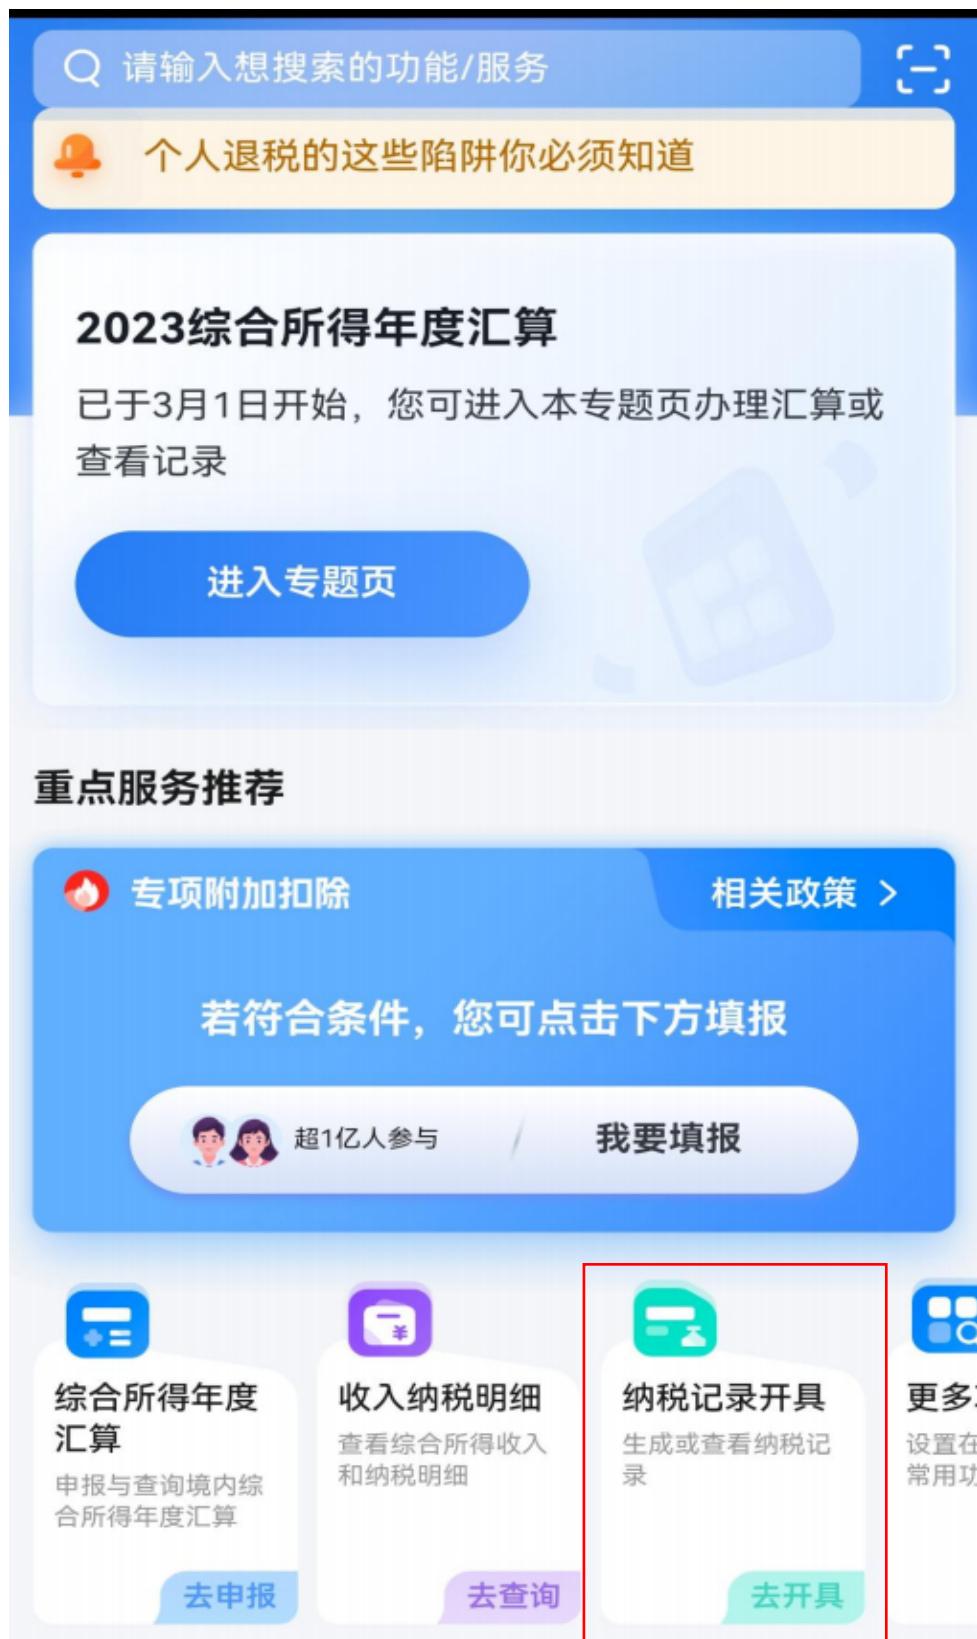 请输入想搜索的功能/服务
个人退税的这些陷阱你必须知道
2023综合所得年度汇算
已于3月1日开始，您可进入本专题页办理汇算或
查看记录
进入专题页
重点服务推荐
专项附加扣除
相关政策 >
若符合条件，您可点击下方填报
超1亿人参与
我要填报
综合所得年度
汇算
申报与查询境内综
合所得年度汇算
去申报
收入纳税明细
查看综合所得收入
和纳税明细
去查询
纳税记录开具
生成或查看纳税记
录
去开具
更多
设置在
常用功